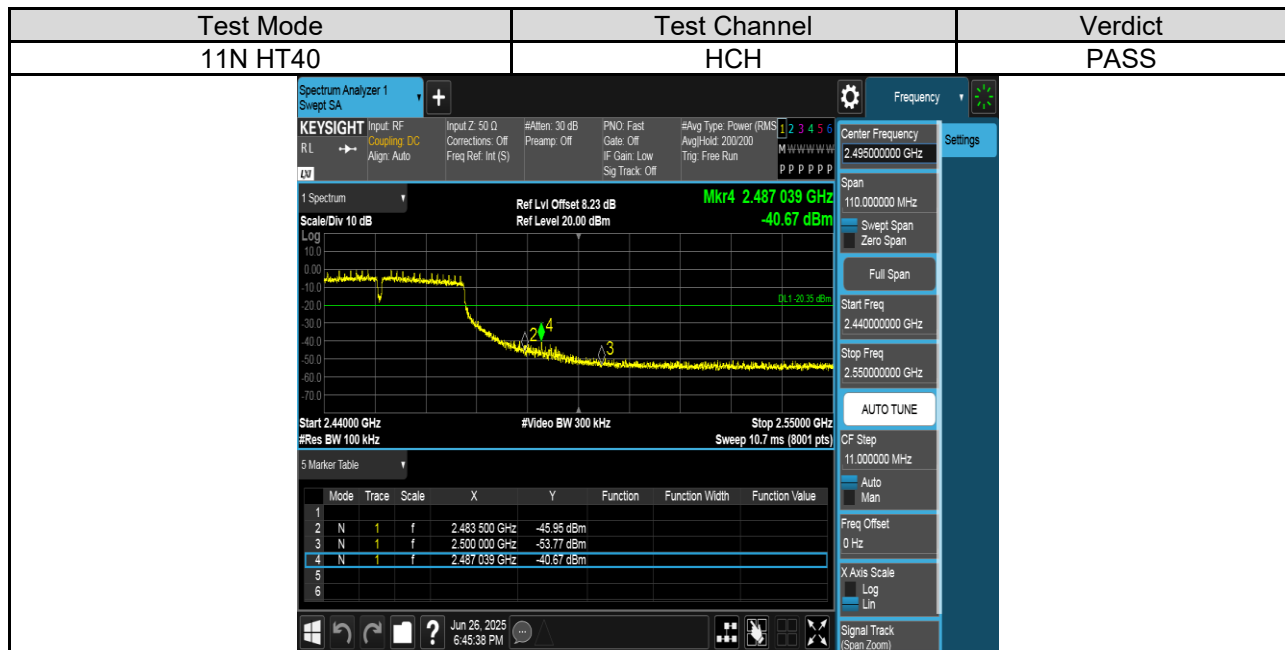 Test Mode Test Channel Verdict
11N HT40 HCH PASS
Spectrum Analyzer 1
Swept SA
Frequency
KEYSIGHT Input: RF Input Z: 50 Ω #Atten: 30 dB PNO: Fast #Avg Type: Power (RMS 1 2 3 4 5 6
RL Coupling: DC Corrections: Off Preamp: Off Gate: Off Avg|Hold: 200/200 M W W W W W
Align: Auto Freq Ref: Int (S) IF Gain: Low Trig: Free Run
LXI Sig Track: Off P P P P P P
Center Frequency
2.495000000 GHz
Settings
Span
110.000000 MHz
Swept Span
Zero Span
Full Span
Start Freq
2.440000000 GHz
Stop Freq
2.550000000 GHz
AUTO TUNE
CF Step
11.000000 MHz
Auto
Man
Freq Offset
0 Hz
X Axis Scale
Log
Lin
Signal Track
(Span Zoom)
1 Spectrum
Ref Lvl Offset 8.23 dB
Mkr4 2.487 039 GHz
Scale/Div 10 dB Ref Level 20.00 dBm -40.67 dBm
Log
10.0
0.00
-10.0
-20.0
DL1 -20.35 dBm
-30.0
2 4
-40.0
3
-50.0
-60.0
-70.0
Start 2.44000 GHz #Video BW 300 kHz Stop 2.55000 GHz
#Res BW 100 kHz Sweep 10.7 ms (8001 pts)
5 Marker Table
Mode Trace Scale X Y Function Function Width Function Value
1
2 N 1 f 2.483 500 GHz -45.95 dBm
3 N 1 f 2.500 000 GHz -53.77 dBm
4 N 1 f 2.487 039 GHz -40.67 dBm
5
6
? Jun 26, 2025
6:45:38 PM